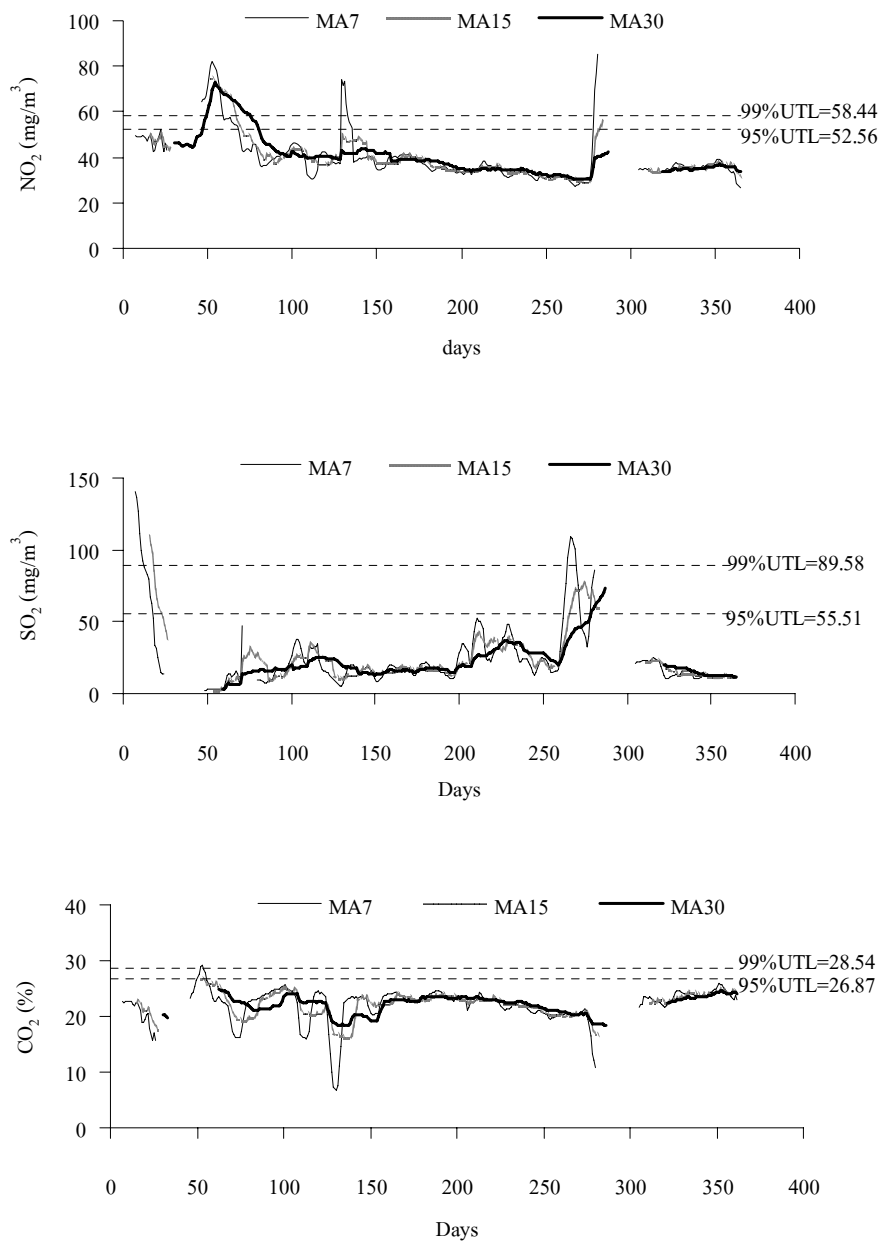 MA7 MA15 MA30
NO₂ (mg/m³)
100
80
60
40
20
0
99%UTL=58.44
95%UTL=52.56
0 50 100 150 200 250 300 350 400
days
MA7 MA15 MA30
SO₂ (mg/m³)
150
100
50
0
99%UTL=89.58
95%UTL=55.51
0 50 100 150 200 250 300 350 400
Days
MA7 MA15 MA30
CO₂ (%)
40
30
20
10
0
99%UTL=28.54
95%UTL=26.87
0 50 100 150 200 250 300 350 400
Days